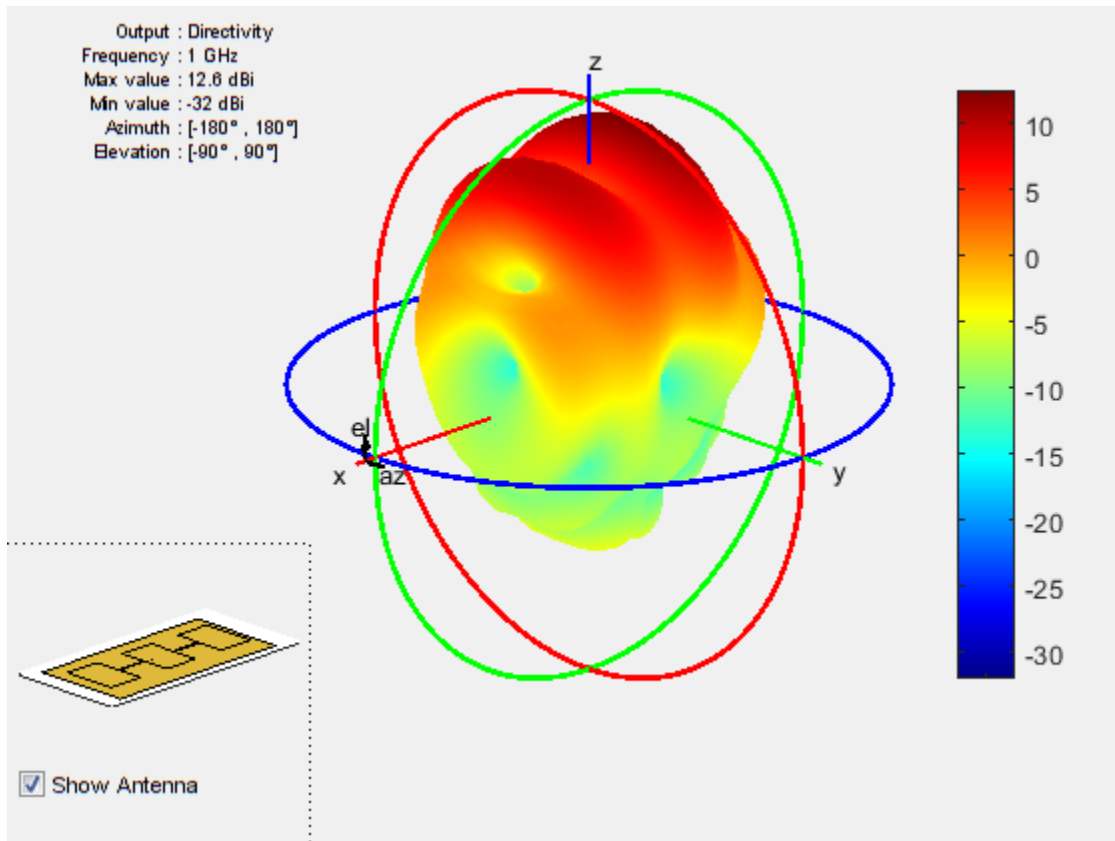 Output : Directivity
Frequency : 1 GHz
Max value : 12.6 dBi
Min value : -32 dBi
Azimuth : [-180° , 180°]
Elevation : [-90° , 90°]
z
10
5
0
-5
-10
-15
-20
-25
-30
el
x
az
y
Show Antenna